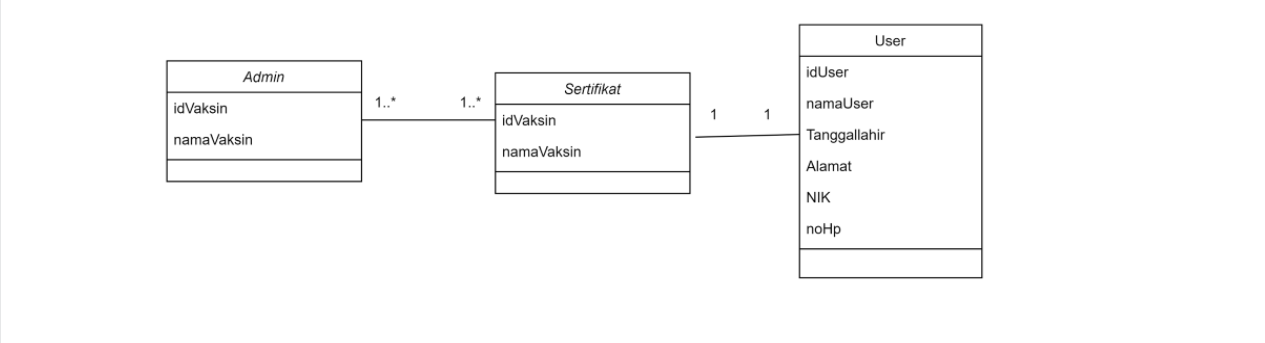 Admin
idVaksin
namaVaksin
1..*
1..*
Sertifikat
idVaksin
namaVaksin
1
1
User
idUser
namaUser
Tanggallahir
Alamat
NIK
noHp